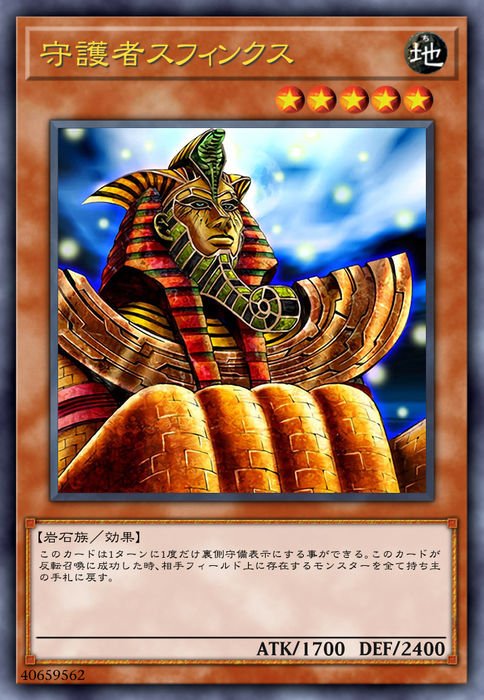 守護者スフィンクス
ち
地
【岩石族／効果】
このカードは1ターンに1度だけ裏側守備表示にする事ができる。このカードが
反転召喚に成功した時、相手フィールド上に存在するモンスターを全て持ち主
の手札に戻す。
ATK/1700 DEF/2400
40659562